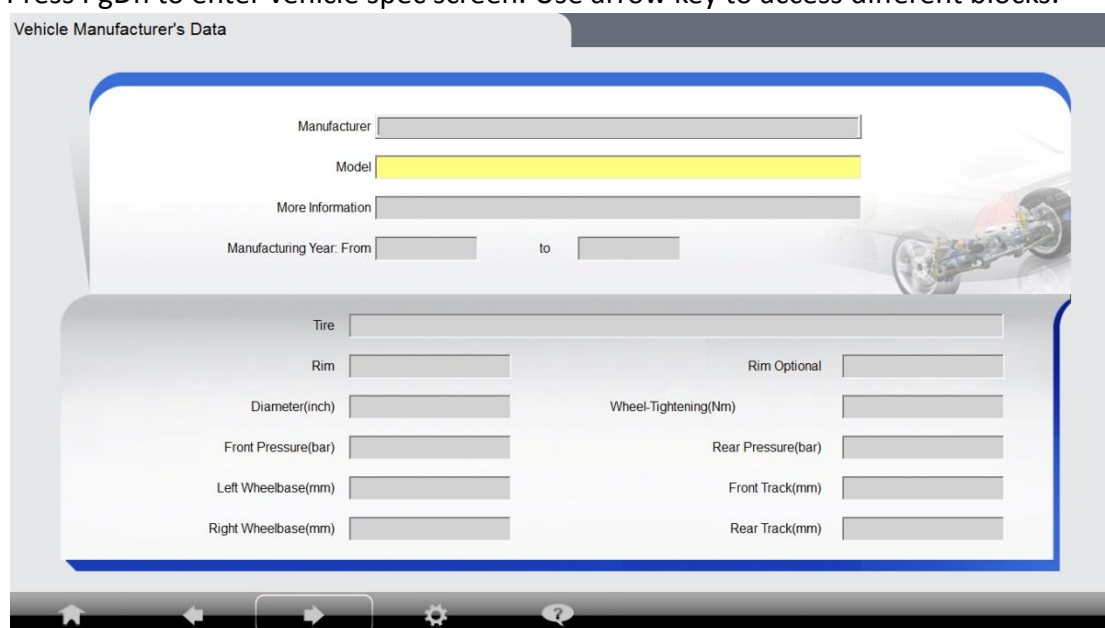 Press PgDn to enter vehicle spec screen. Use arrow key to access different blocks.
Vehicle Manufacturer's Data
Manufacturer
Model
More Information
Manufacturing Year: From to
Tire
Rim Rim Optional
Diameter(inch) Wheel-Tightening(Nm)
Front Pressure(bar) Rear Pressure(bar)
Left Wheelbase(mm) Front Track(mm)
Right Wheelbase(mm) Rear Track(mm)
?